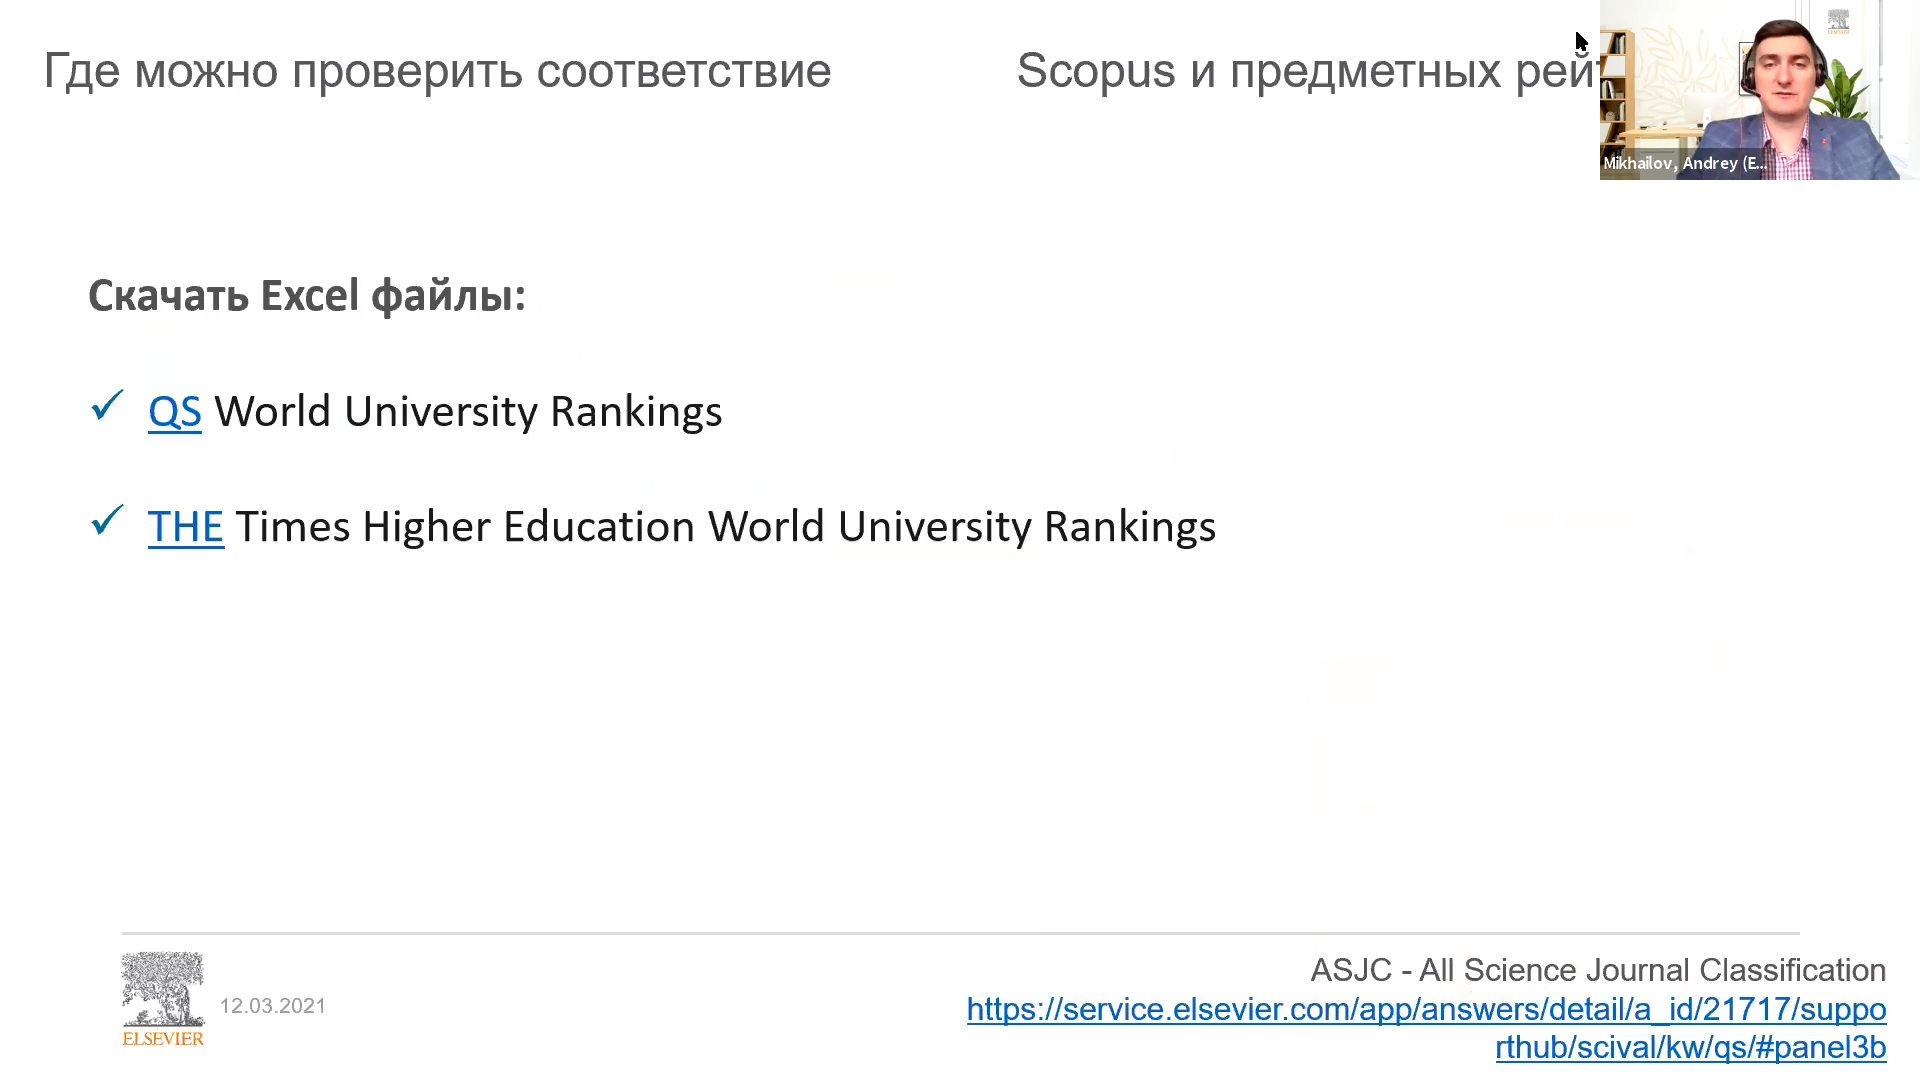 Где можно проверить соответствие Scopus и предметных рей
Mikhailov, Andrey (E...
Скачать Excel файлы:
QS World University Rankings
THE Times Higher Education World University Rankings
ELSEVIER
12.03.2021
ASJC - All Science Journal Classification
https://service.elsevier.com/app/answers/detail/a_id/21717/suppo
rthub/scival/kw/qs/#panel3b